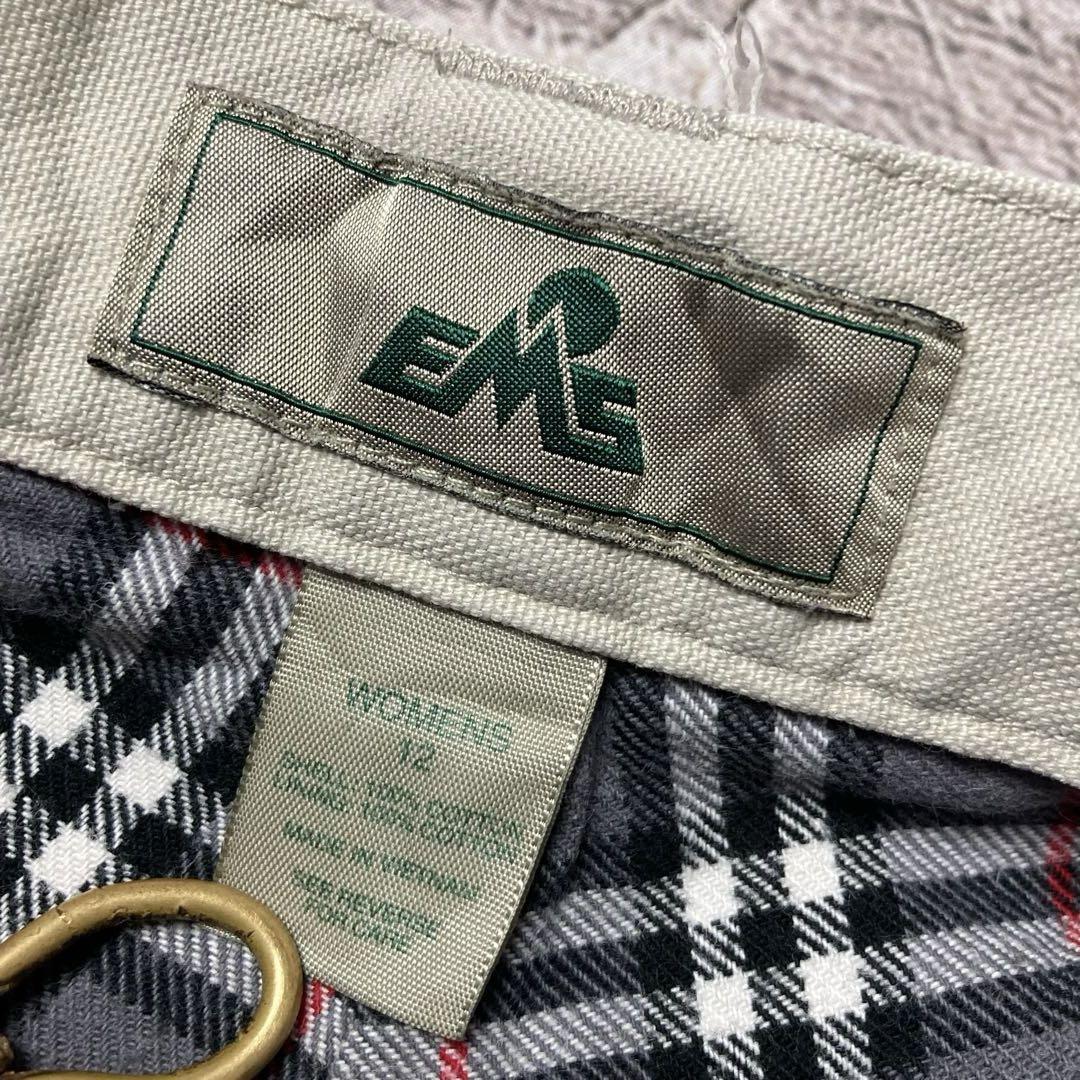 EMS
WOMENS
12
SHELL: 100% COTTON
LINING: 100% COTTON
MADE IN VIETNAM
*SEE REVERSE
FOR CARE